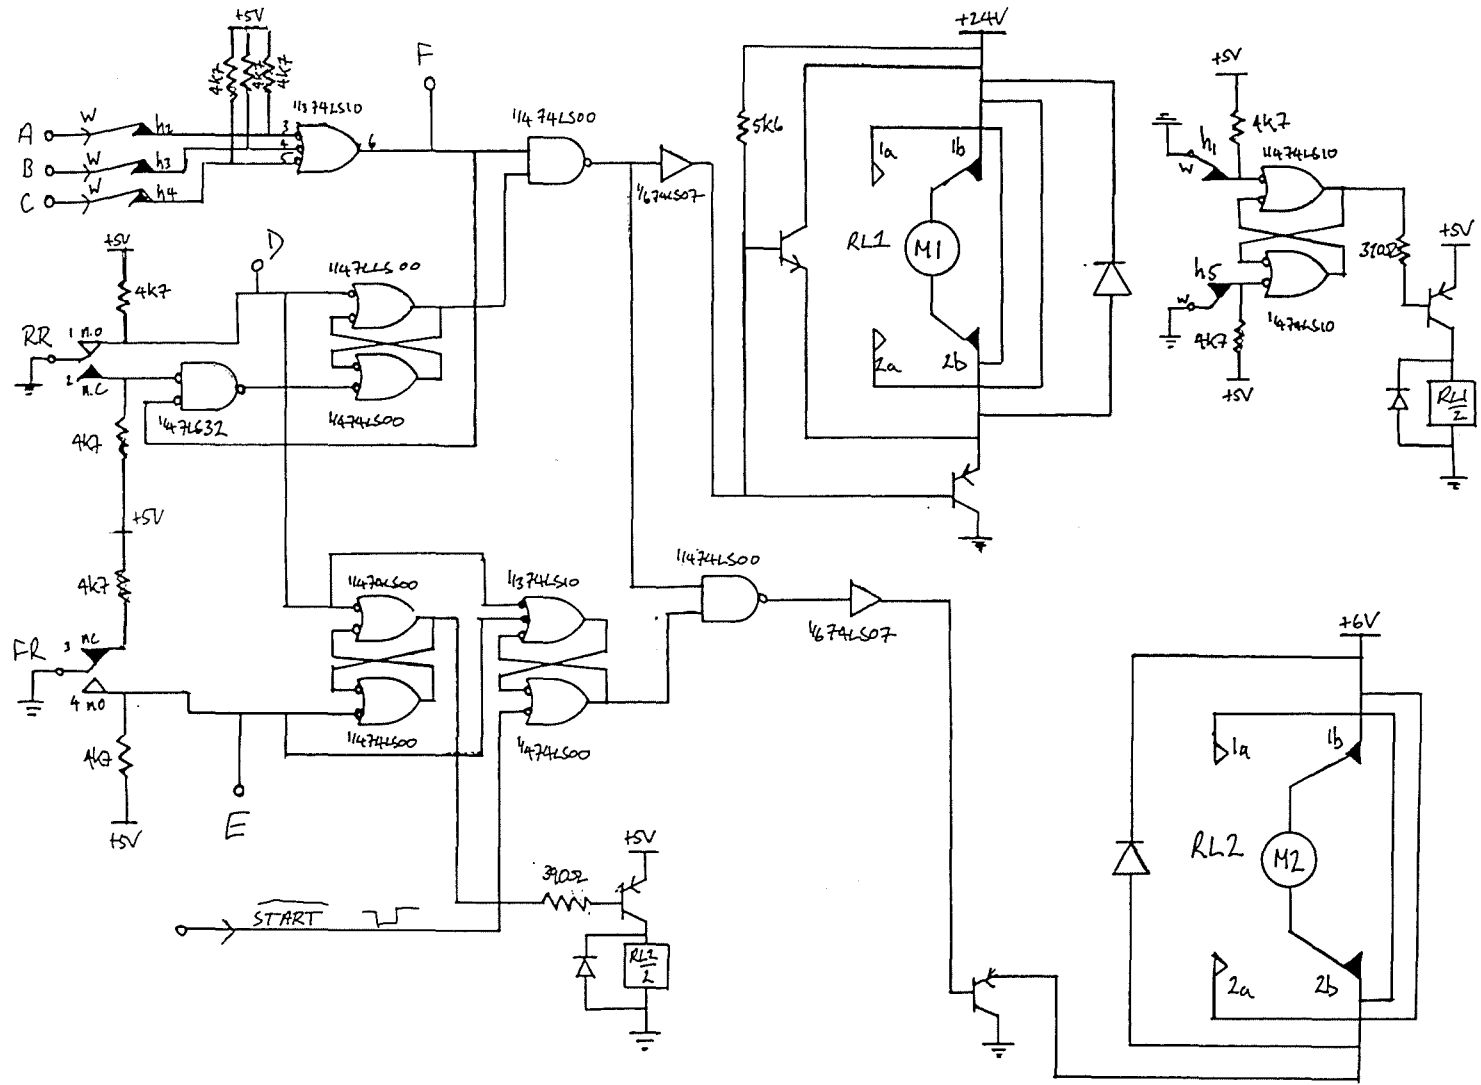 +5V
4k7
4k7
4k7
A
W
h2
B
W
h3
C
W
h4
1/3 74LS10
3
4
5
6
F
1/4 74LS00
1/6 74LS07
+5V
4k7
D
RR
1 n.o
2 n.c
1/4 74LS00
1/4 74LS00
1/4 7LS32
4k7
+5V
4k7
FR
3 nc
4 no
4k7
+5V
E
1/4 74LS00
1/4 74LS00
1/3 74LS10
1/4 74LS00
1/4 74LS00
1/6 74LS07
START
390Ω
+5V
RL2/2
+24V
5k6
1a
1b
RL1
M1
2a
2b
+5V
4k7
h1
W
1/4 74LS10
h5
W
1/4 74LS10
4k7
+5V
390Ω
+5V
RL1/2
+6V
1a
1b
RL2
M2
2a
2b